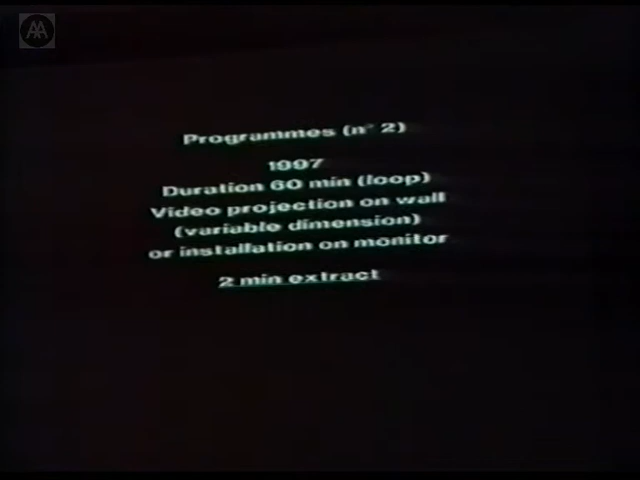 AA
Programmes (n° 2)
1997
Duration 60 min (loop)
Video projection on wall
(variable dimension)
or installation on monitor
2 min extract